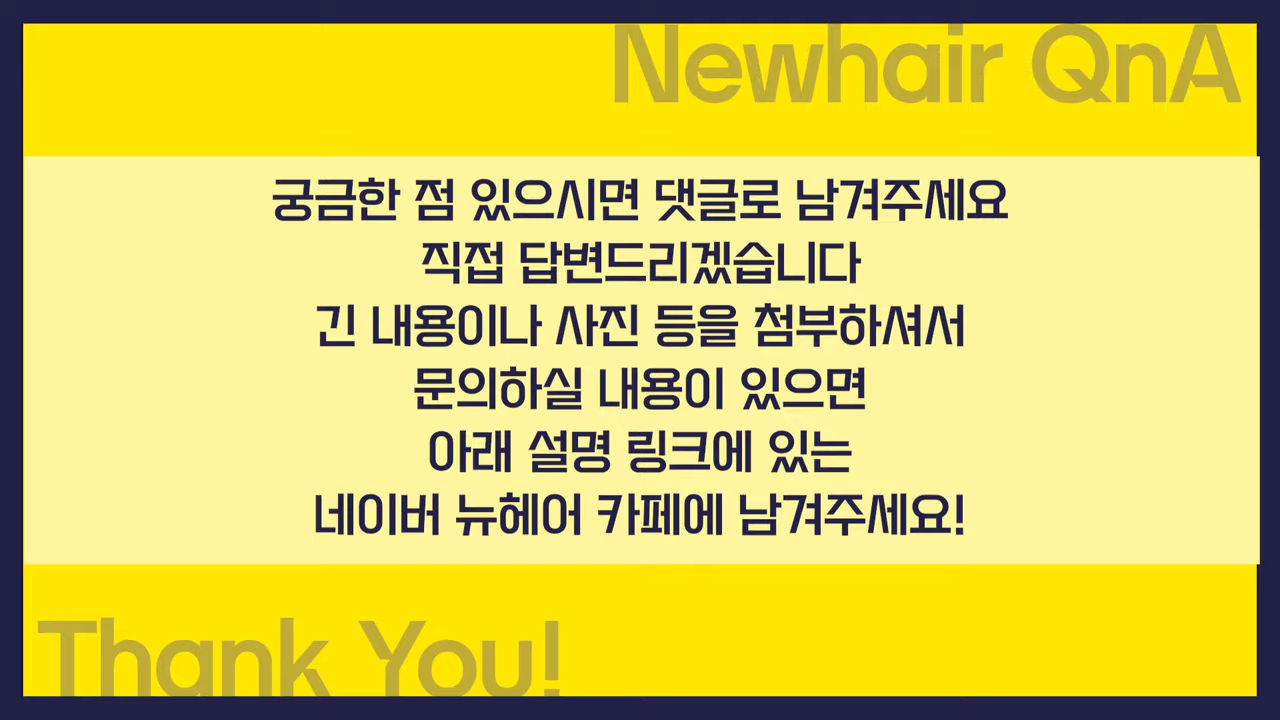 Newhair QnA
궁금한 점 있으시면 댓글로 남겨주세요
직접 답변드리겠습니다
긴 내용이나 사진 등을 첨부하셔서
문의하실 내용이 있으면
아래 설명 링크에 있는
네이버 뉴헤어 카페에 남겨주세요!
Thank You!